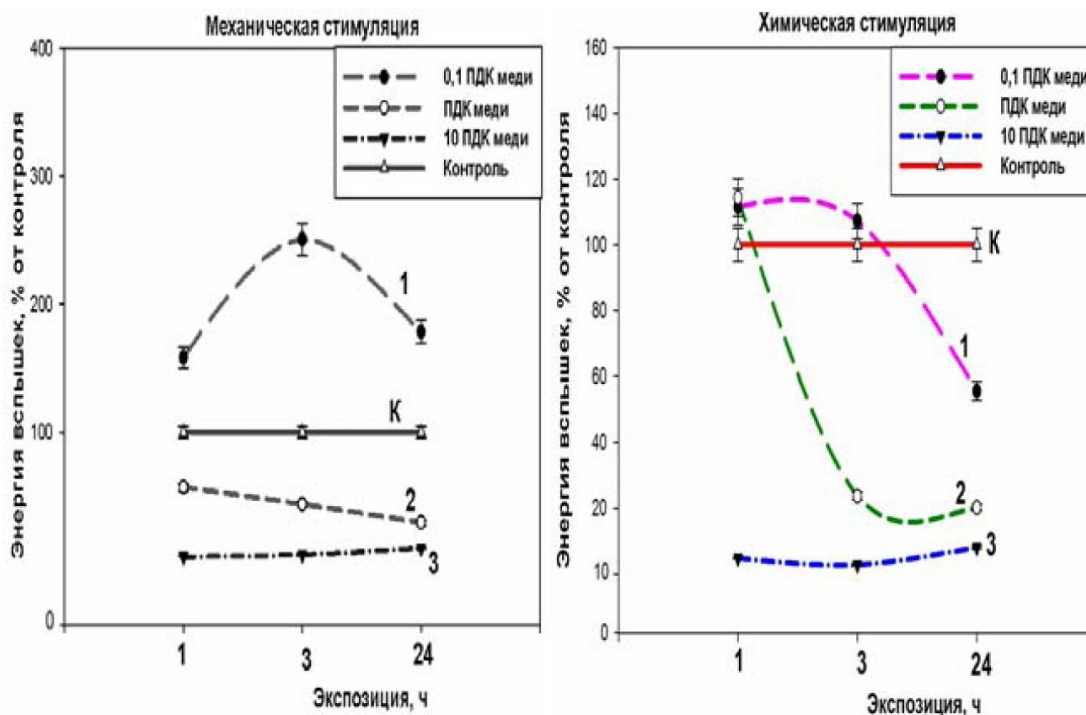 Механическая стимуляция
400
300
200
100
0
Энергия вспышек, % от контроля
0,1 ПДК меди
ПДК меди
10 ПДК меди
Контроль
1
К
2
3
1
3
24
Экспозиция, ч
Химическая стимуляция
160
140
120
100
80
60
40
20
10
0
Энергия вспышек, % от контроля
0,1 ПДК меди
ПДК меди
10 ПДК меди
Контроль
К
1
2
3
1
3
24
Экспозиция, ч